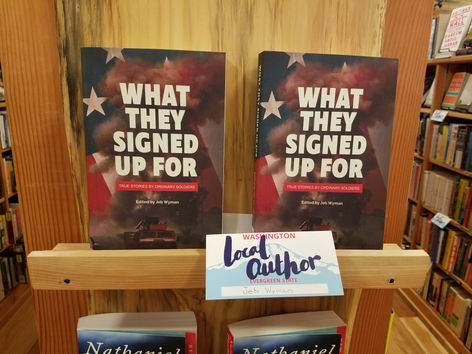 WHAT
THEY
SIGNED
UP FOR
TRUE STORIES BY ORDINARY SOLDIERS
Edited by Jeb Wyman
WHAT
THEY
SIGNED
UP FOR
TRUE STORIES BY ORDINARY SOLDIERS
Edited by Jeb Wyman
WASHINGTON
Local
Author
EVERGREEN STATE
Jeb Wyman
Nathaniel
Nathaniel